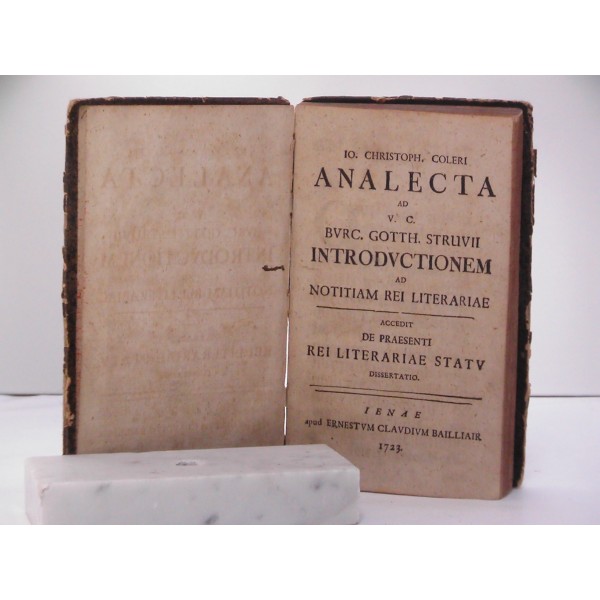 IO. CHRISTOPH. COLERI
ANALECTA
AD
V. C.
BVRC. GOTTH. STRUVII
INTRODVCTIONEM
AD
NOTITIAM REI LITERARIAE
ACCEDIT
DE PRAESENTI
REI LITERARIAE STATV
DISSERTATIO.
IENAE
apud ERNESTVM CLAVDIVM BAILLIAR
1723.